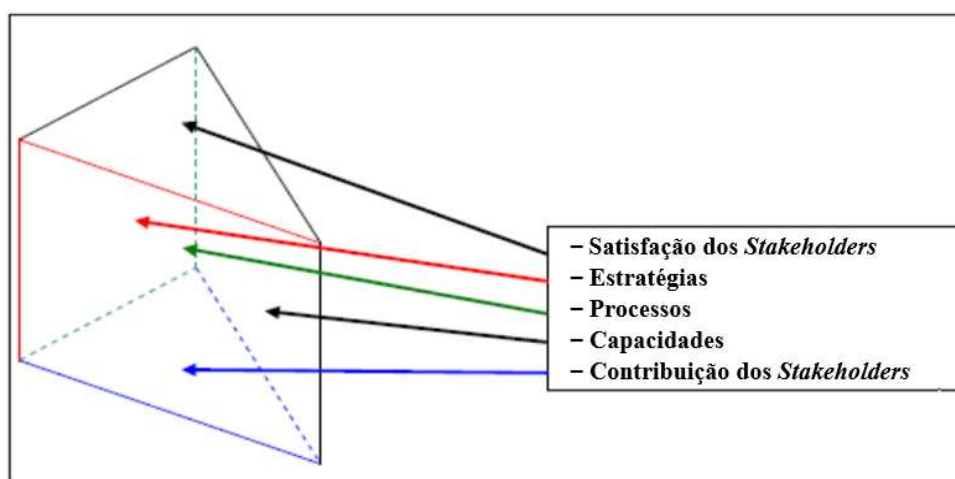 – Satisfação dos Stakeholders
– Estratégias
– Processos
– Capacidades
– Contribuição dos Stakeholders